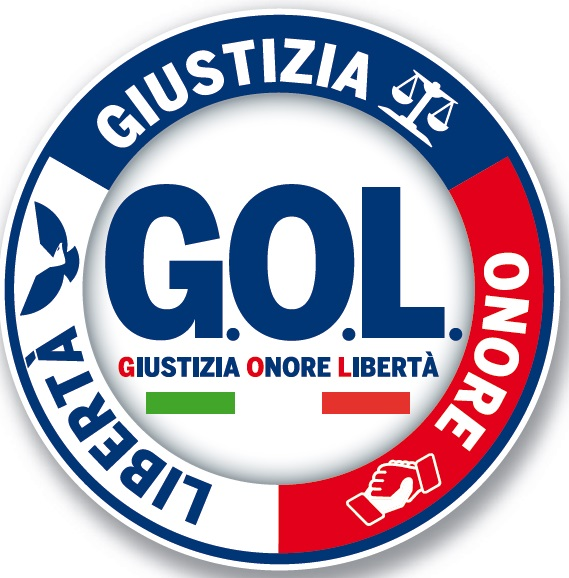 GIUSTIZIA
ONORE
LIBERTÀ
G.O.L.
GIUSTIZIA ONORE LIBERTÀ